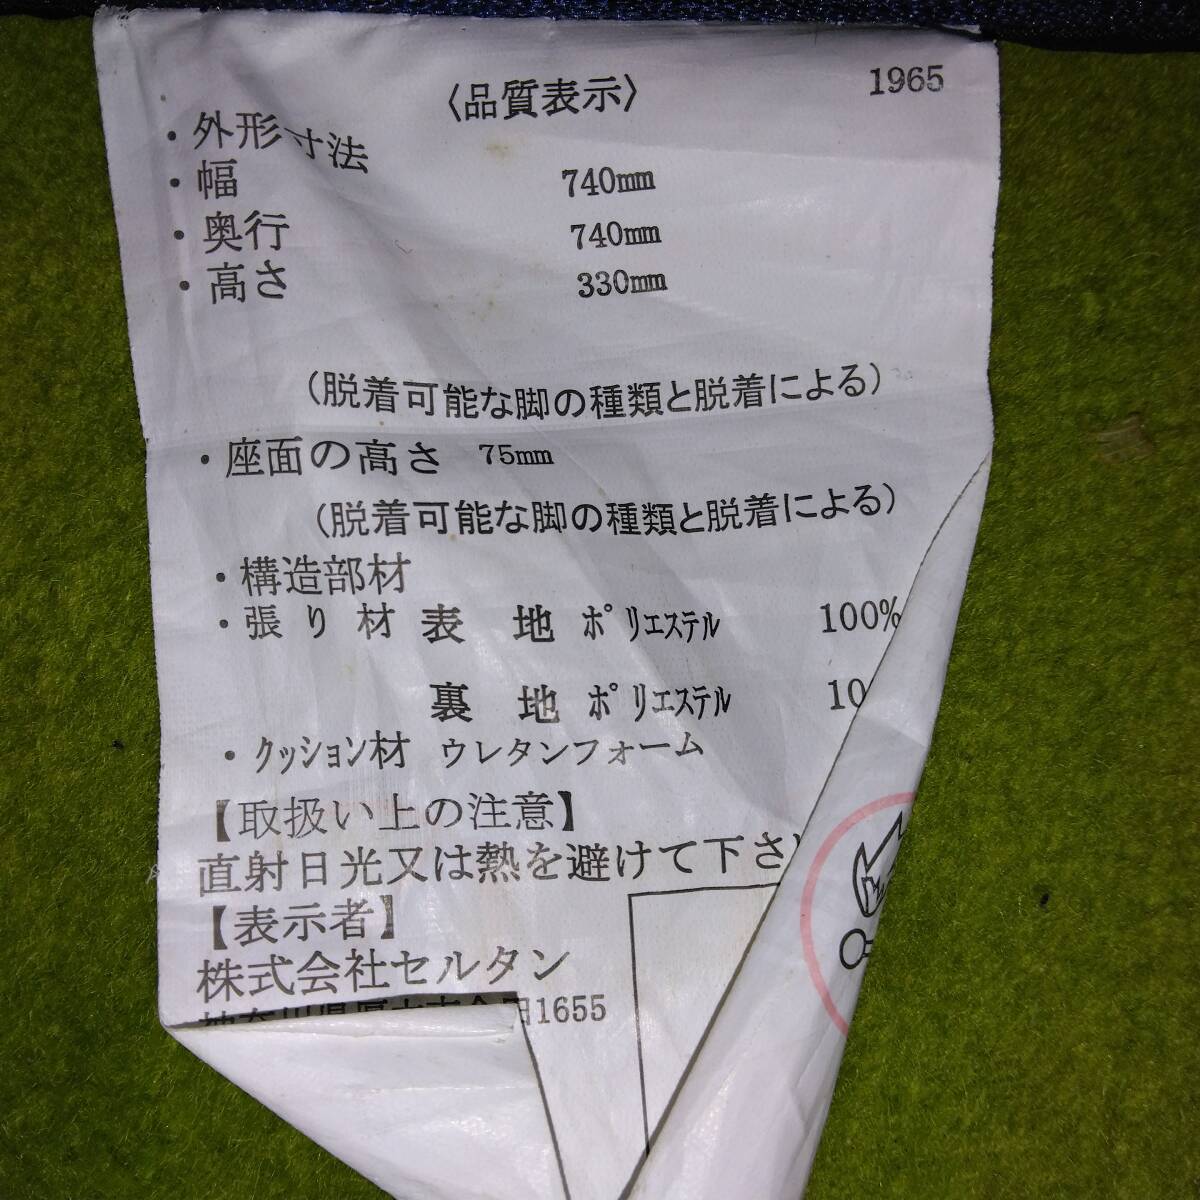 〈品質表示〉 1965
・外形寸法
・幅 740mm
・奥行 740mm
・高さ 330mm
(脱着可能な脚の種類と脱着による)
・座面の高さ 75mm
(脱着可能な脚の種類と脱着による)
・構造部材
・張り材 表 地 ﾎﾟﾘｴｽﾃﾙ 100%
裏 地 ﾎﾟﾘｴｽﾃﾙ 10
・ｸｯｼｮﾝ材 ウレタンフォーム
【取扱い上の注意】
直射日光又は熱を避けて下さい
【表示者】
株式会社セルタン
1655